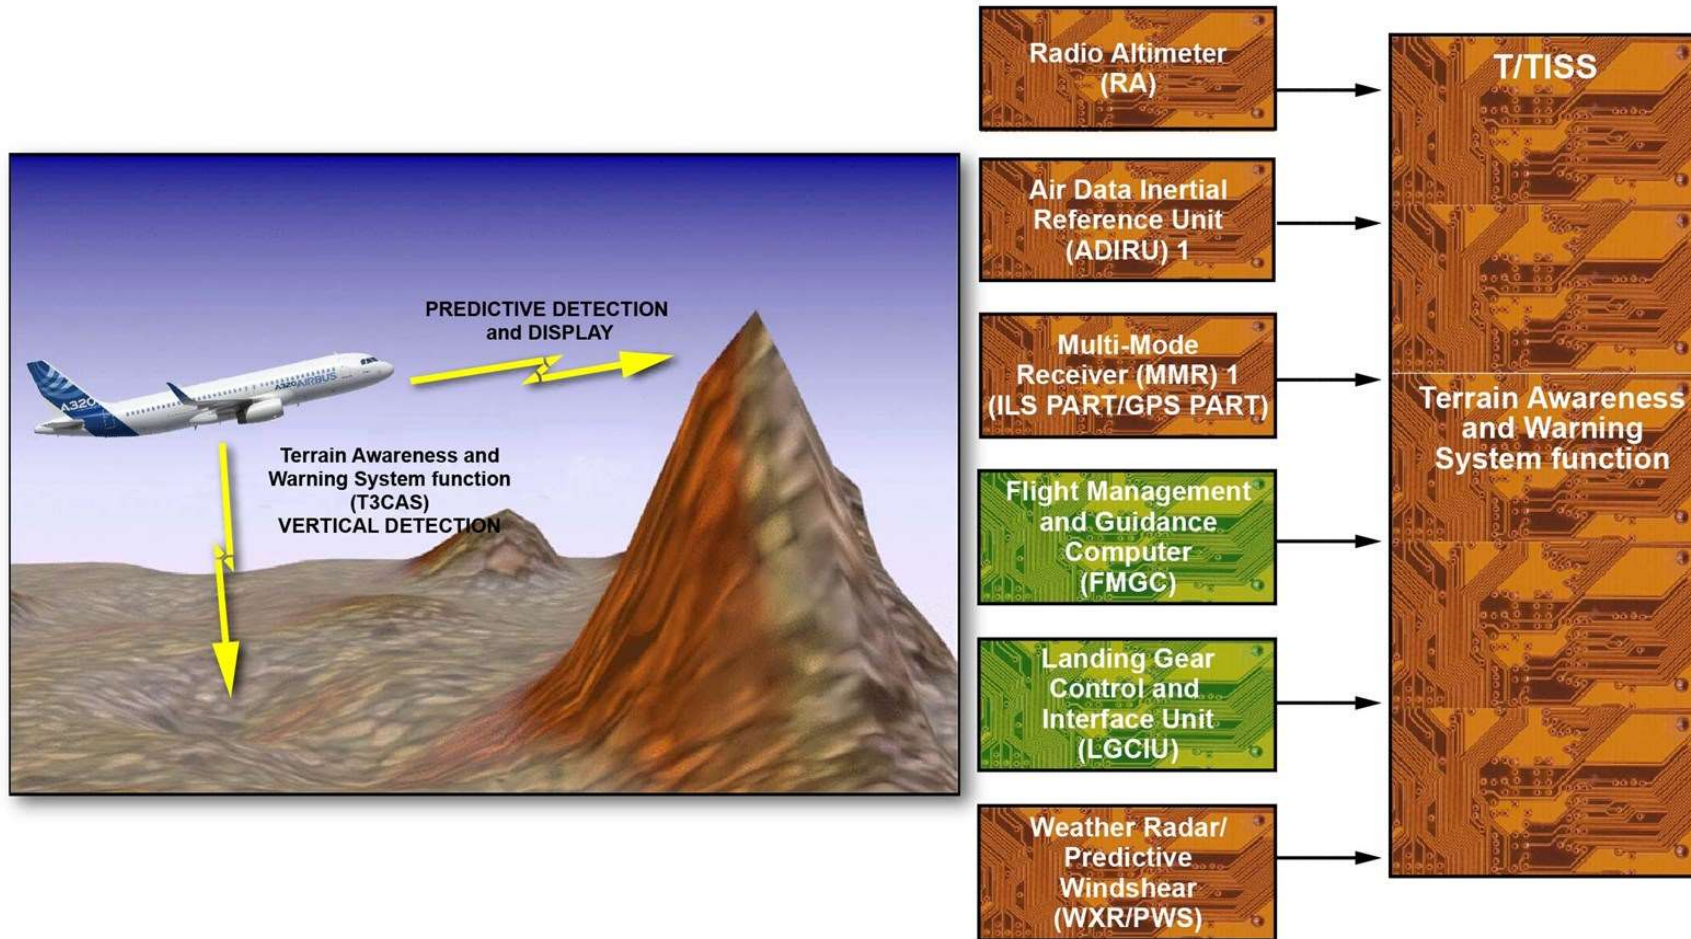 PREDICTIVE DETECTION
and DISPLAY
A320 AIRBUS
A320
Terrain Awareness and
Warning System function
(T3CAS)
VERTICAL DETECTION
Radio Altimeter
(RA)
Air Data Inertial
Reference Unit
(ADIRU) 1
Multi-Mode
Receiver (MMR) 1
(ILS PART/GPS PART)
Flight Management
and Guidance
Computer
(FMGC)
Landing Gear
Control and
Interface Unit
(LGCIU)
Weather Radar/
Predictive
Windshear
(WXR/PWS)
T/TISS
Terrain Awareness
and Warning
System function